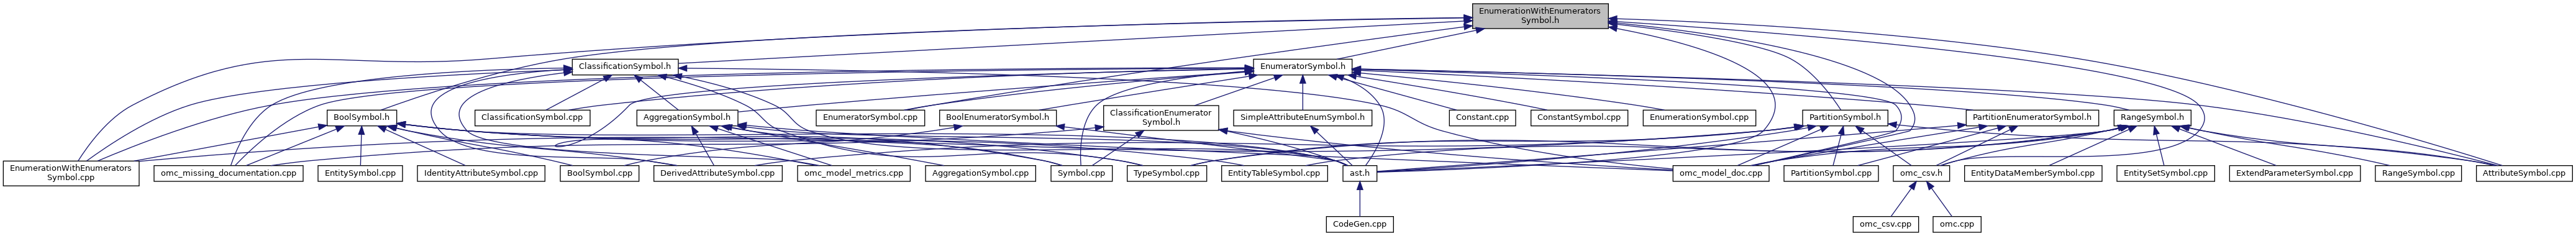 EnumerationWithEnumerators
Symbol.h
ClassificationSymbol.h
EnumeratorSymbol.h
BoolSymbol.h
ClassificationSymbol.cpp
AggregationSymbol.h
EnumeratorSymbol.cpp
BoolEnumeratorSymbol.h
ClassificationEnumerator
Symbol.h
SimpleAttributeEnumSymbol.h
Constant.cpp
ConstantSymbol.cpp
EnumerationSymbol.cpp
PartitionSymbol.h
PartitionEnumeratorSymbol.h
RangeSymbol.h
EnumerationWithEnumerators
Symbol.cpp
omc_missing_documentation.cpp
EntitySymbol.cpp
IdentityAttributeSymbol.cpp
BoolSymbol.cpp
DerivedAttributeSymbol.cpp
omc_model_metrics.cpp
AggregationSymbol.cpp
Symbol.cpp
TypeSymbol.cpp
EntityTableSymbol.cpp
ast.h
omc_model_doc.cpp
PartitionSymbol.cpp
omc_csv.h
EntityDataMemberSymbol.cpp
EntitySetSymbol.cpp
ExtendParameterSymbol.cpp
RangeSymbol.cpp
AttributeSymbol.cpp
CodeGen.cpp
omc_csv.cpp
omc.cpp